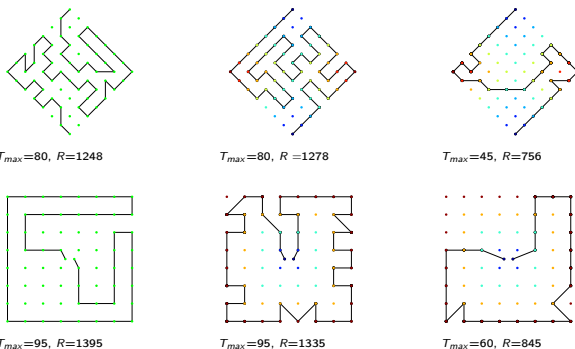 T_max=80, R=1248
T_max=80, R =1278
T_max=45, R=756
T_max=95, R=1395
T_max=95, R=1335
T_max=60, R=845